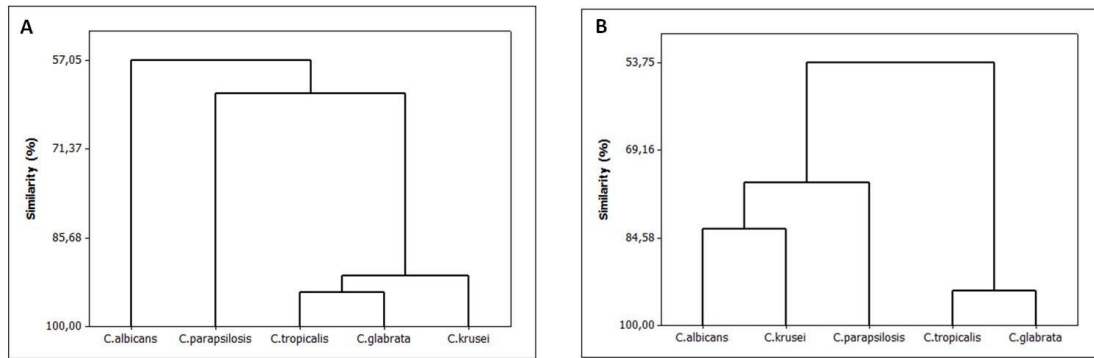 A
Similarity (%)
57,05
71,37
85,68
100,00
C.albicans
C.parapsilosis
C.tropicalis
C.glabrata
C.krusei
B
Similarity (%)
53,75
69,16
84,58
100,00
C.albicans
C.krusei
C.parapsilosis
C.tropicalis
C.glabrata